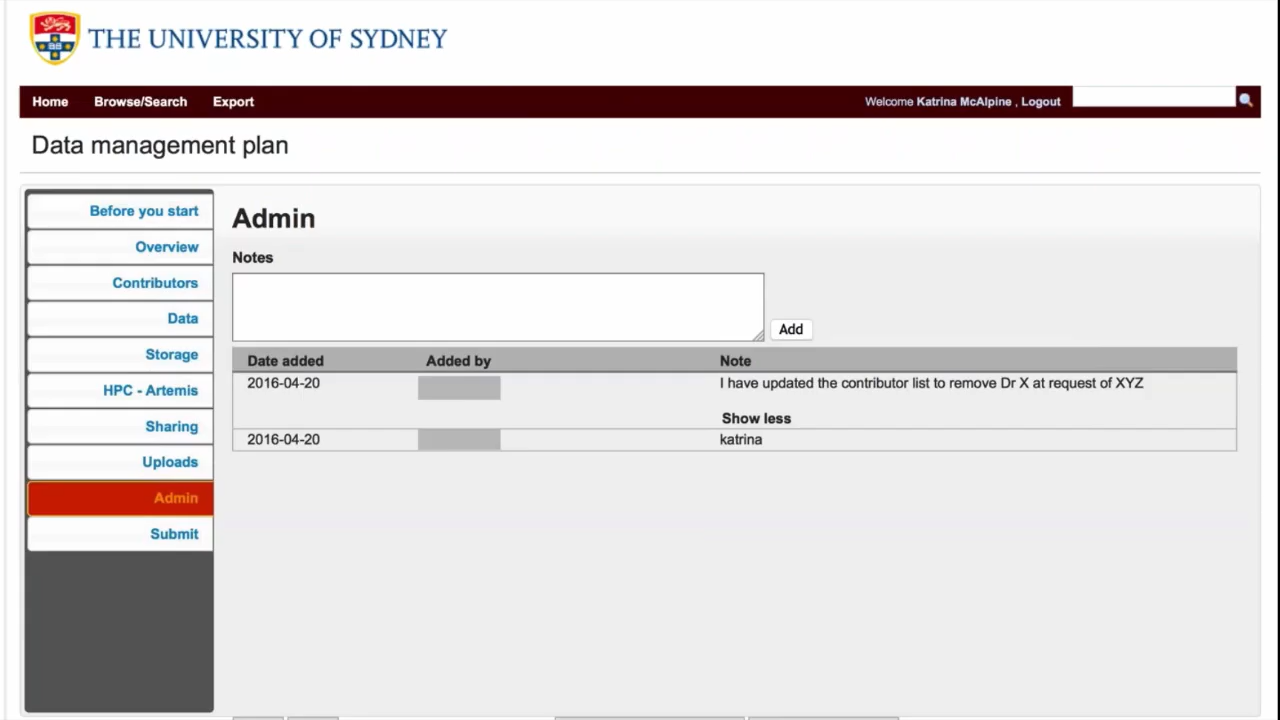 THE UNIVERSITY OF SYDNEY
Home Browse/Search Export Welcome Katrina McAlpine , Logout
Data management plan
Before you start
Overview
Contributors
Data
Storage
HPC - Artemis
Sharing
Uploads
Admin
Submit
Admin
Notes
Add
Date added Added by Note
2016-04-20 I have updated the contributor list to remove Dr X at request of XYZ
Show less
2016-04-20 katrina